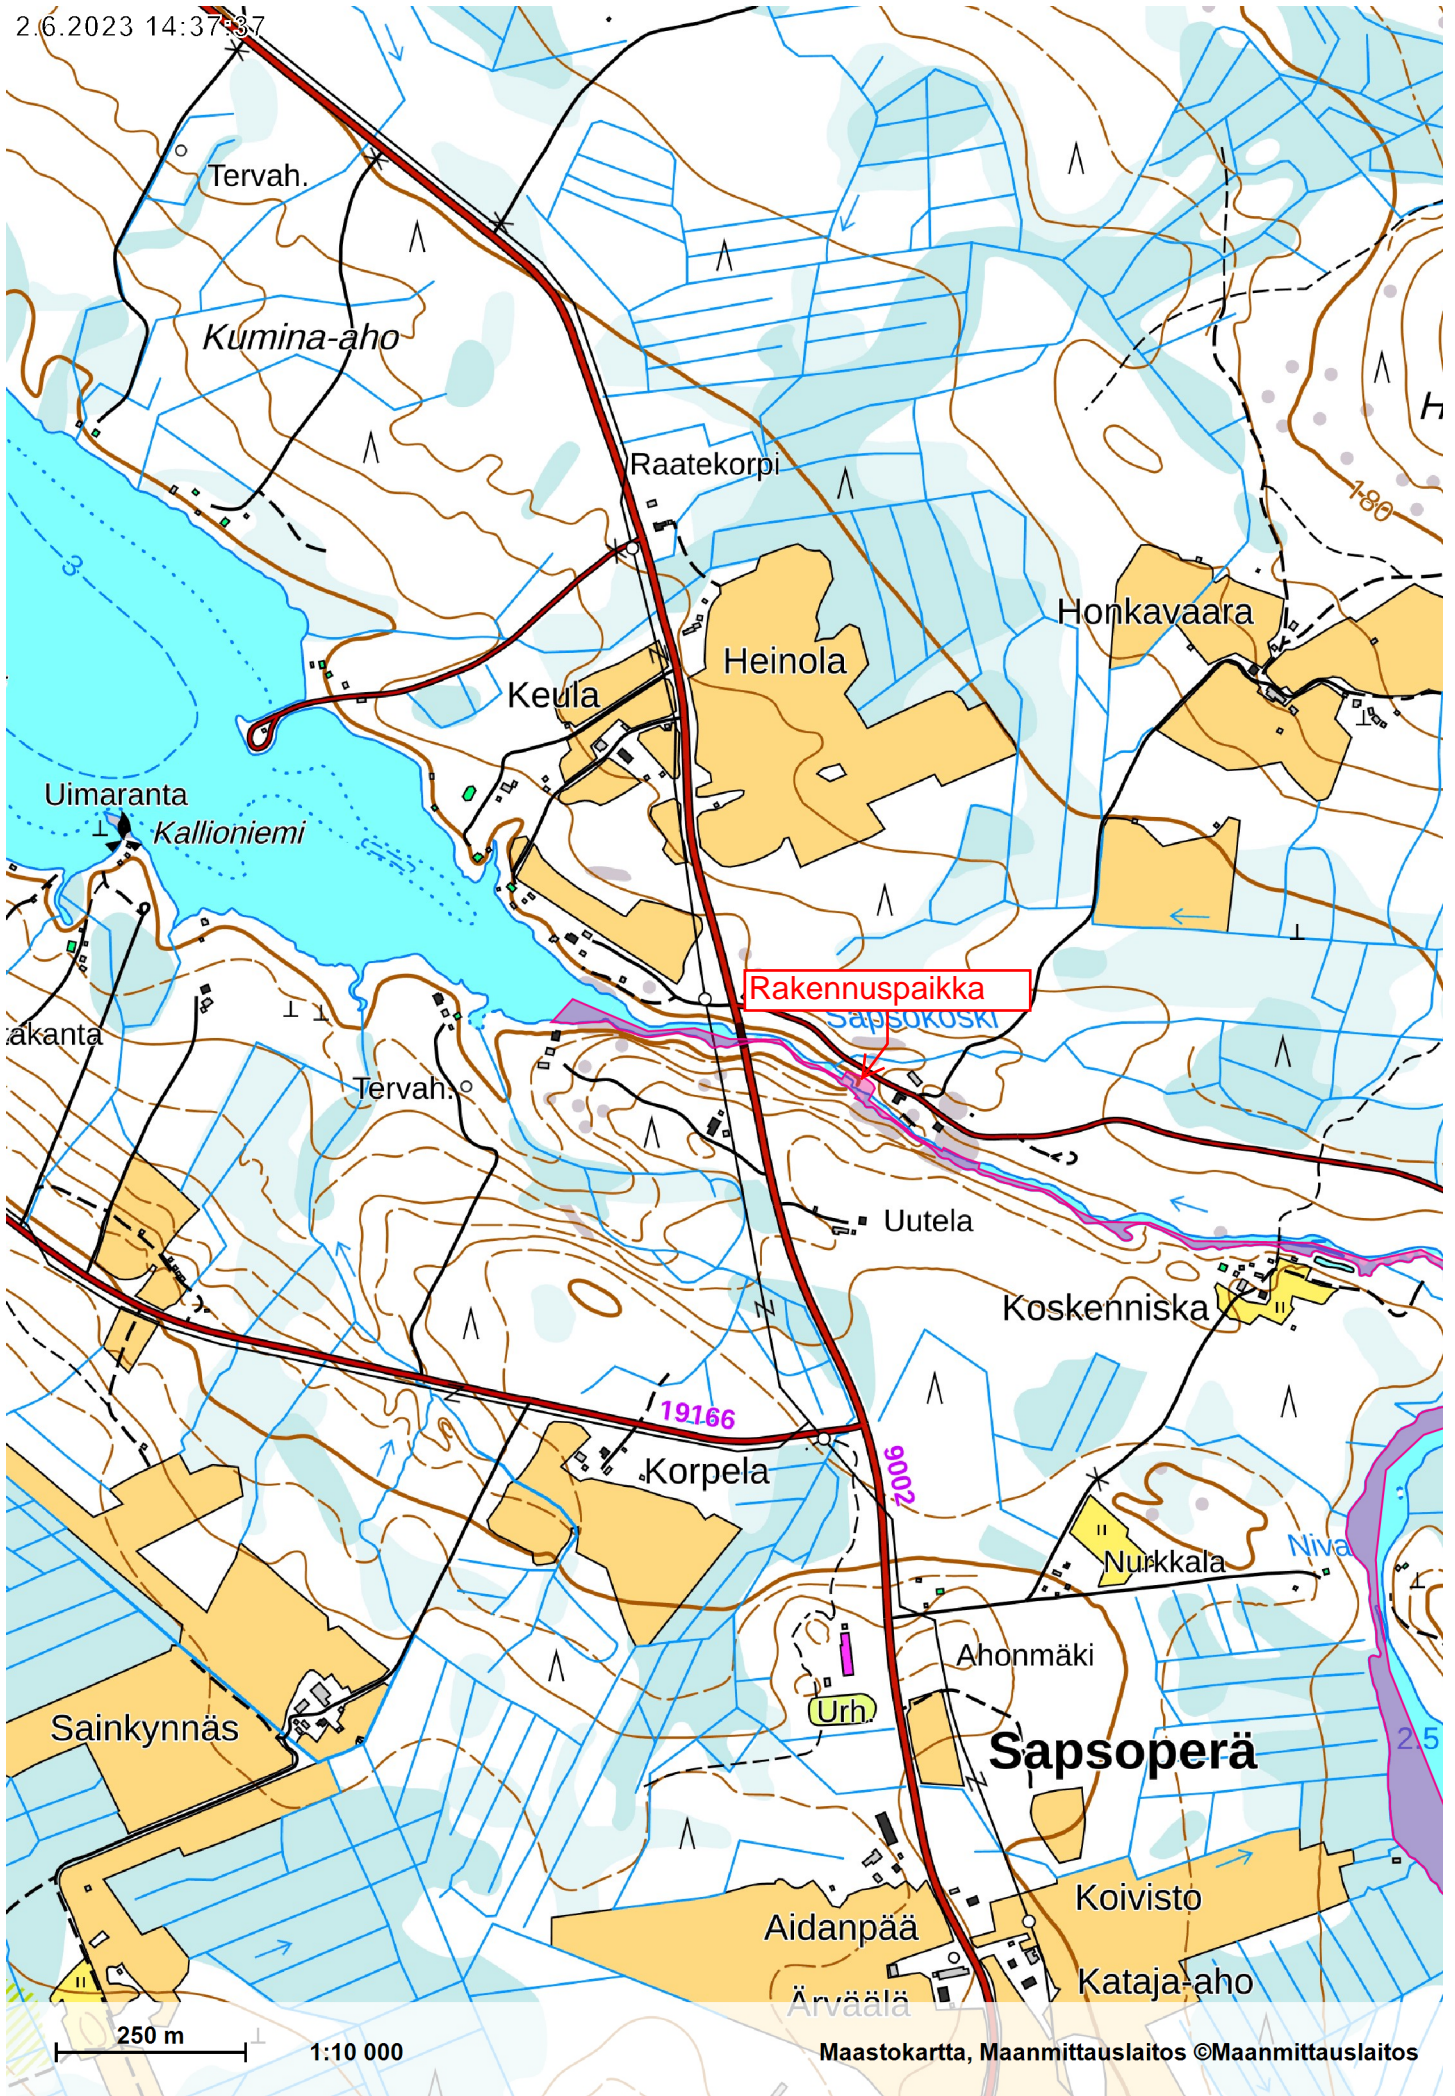 2.6.2023 14:37:37
Tervah.
Kumina-aho
H
Raatekorpi
180
3
Honkavaara
Heinola
Keula
Uimaranta
Kallioniemi
Rakennuspaikka
Sapsokoski
akanta
Tervah.
Uutela
Koskenniska
19166
9002
Korpela
Niva
Nurkkala
Ahonmäki
Urh.
Sainkynnäs
Sapsoperä
2.5
Koivisto
Aidanpää
Kataja-aho
Ärväälä
250 m
1:10 000
Maastokartta, Maanmittauslaitos ©Maanmittauslaitos